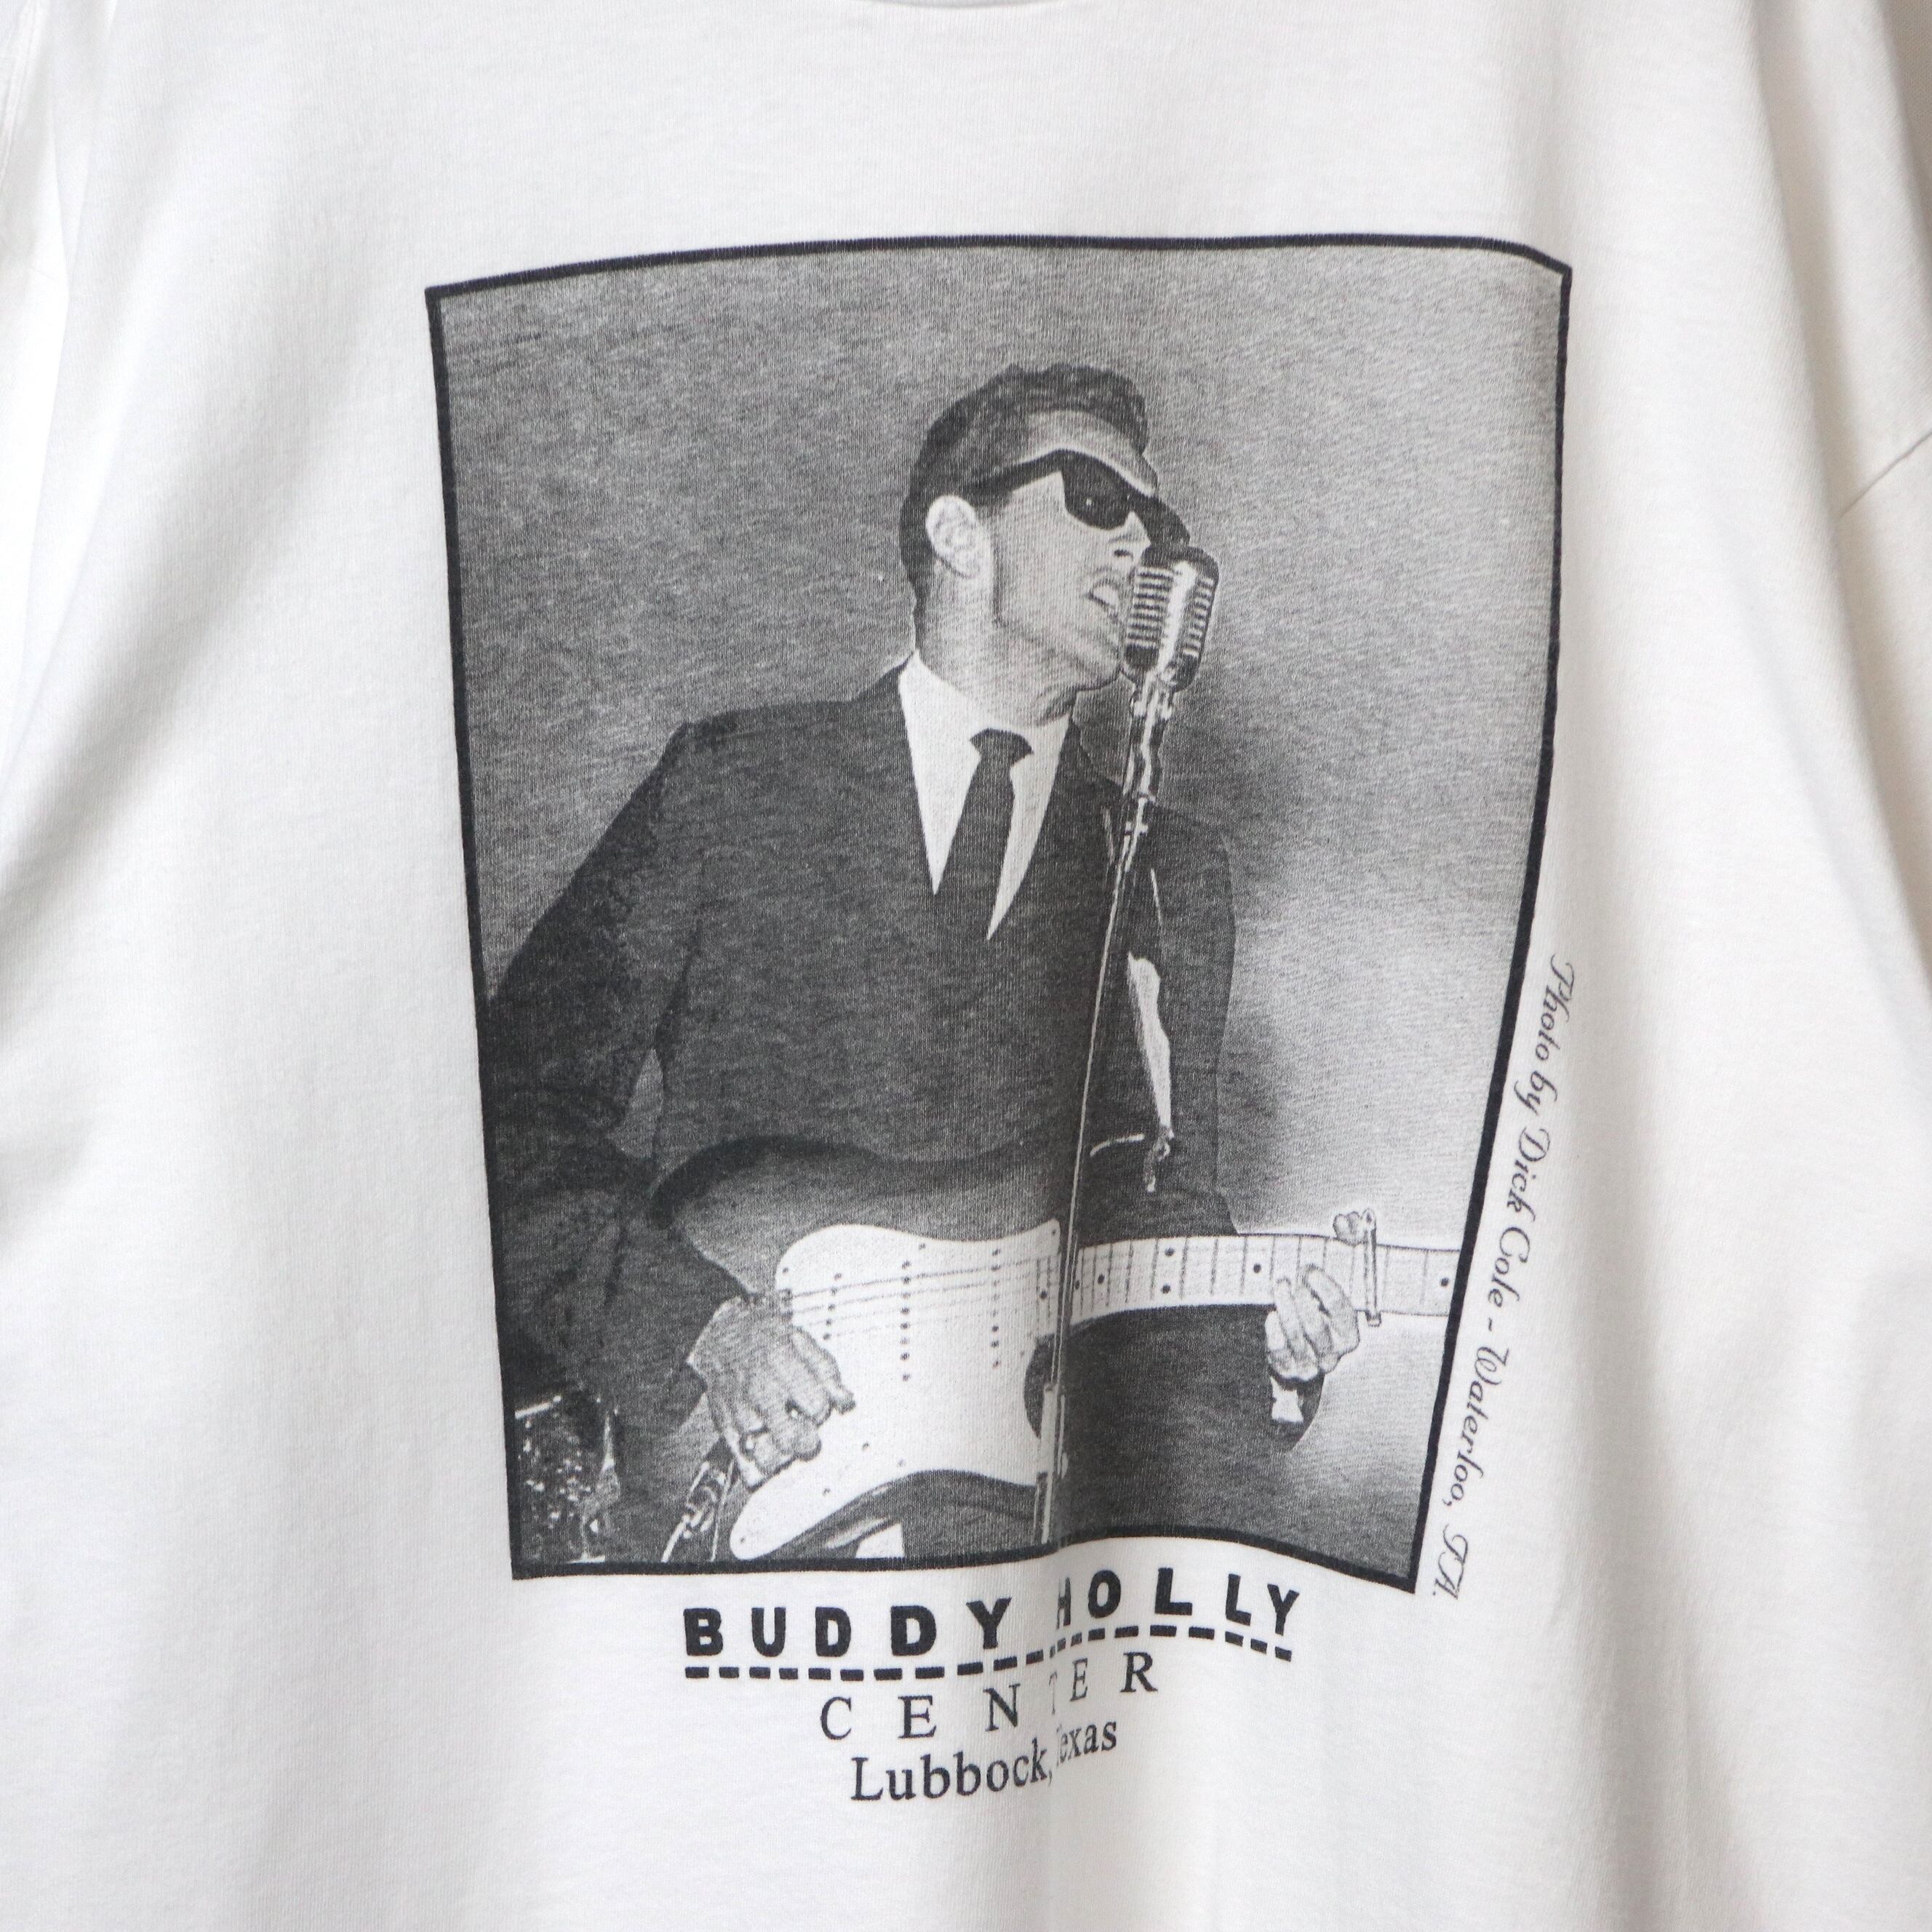 Photo by Dick Cole - Waterloo, IA.
BUDDY HOLLY
CENTER
Lubbock, Texas